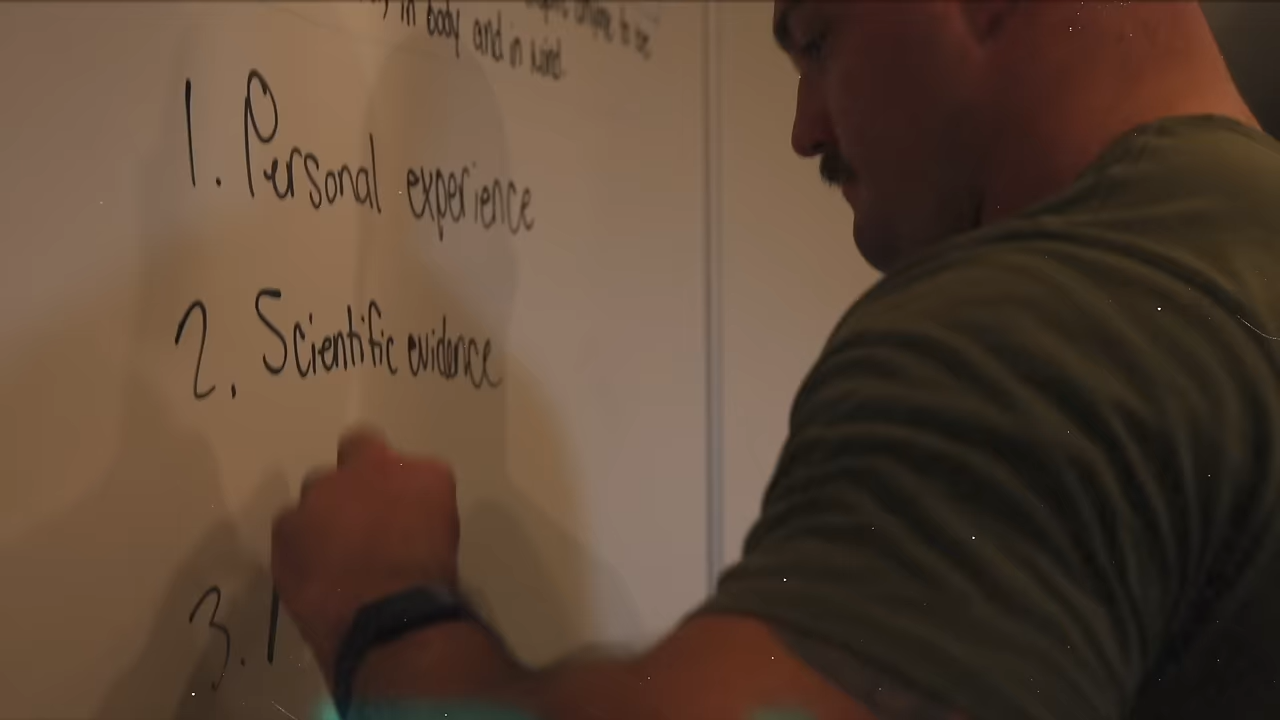 in body and in mind.
1. Personal experience
2. Scientific evidence
3.